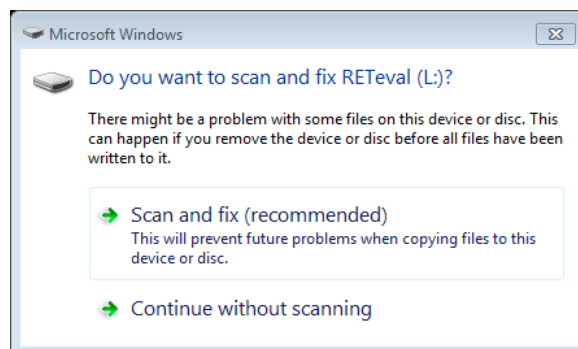 Microsoft Windows
Do you want to scan and fix RETeval (L:)?
There might be a problem with some files on this device or disc. This
can happen if you remove the device or disc before all files have been
written to it.
Scan and fix (recommended)
This will prevent future problems when copying files to this
device or disc.
Continue without scanning